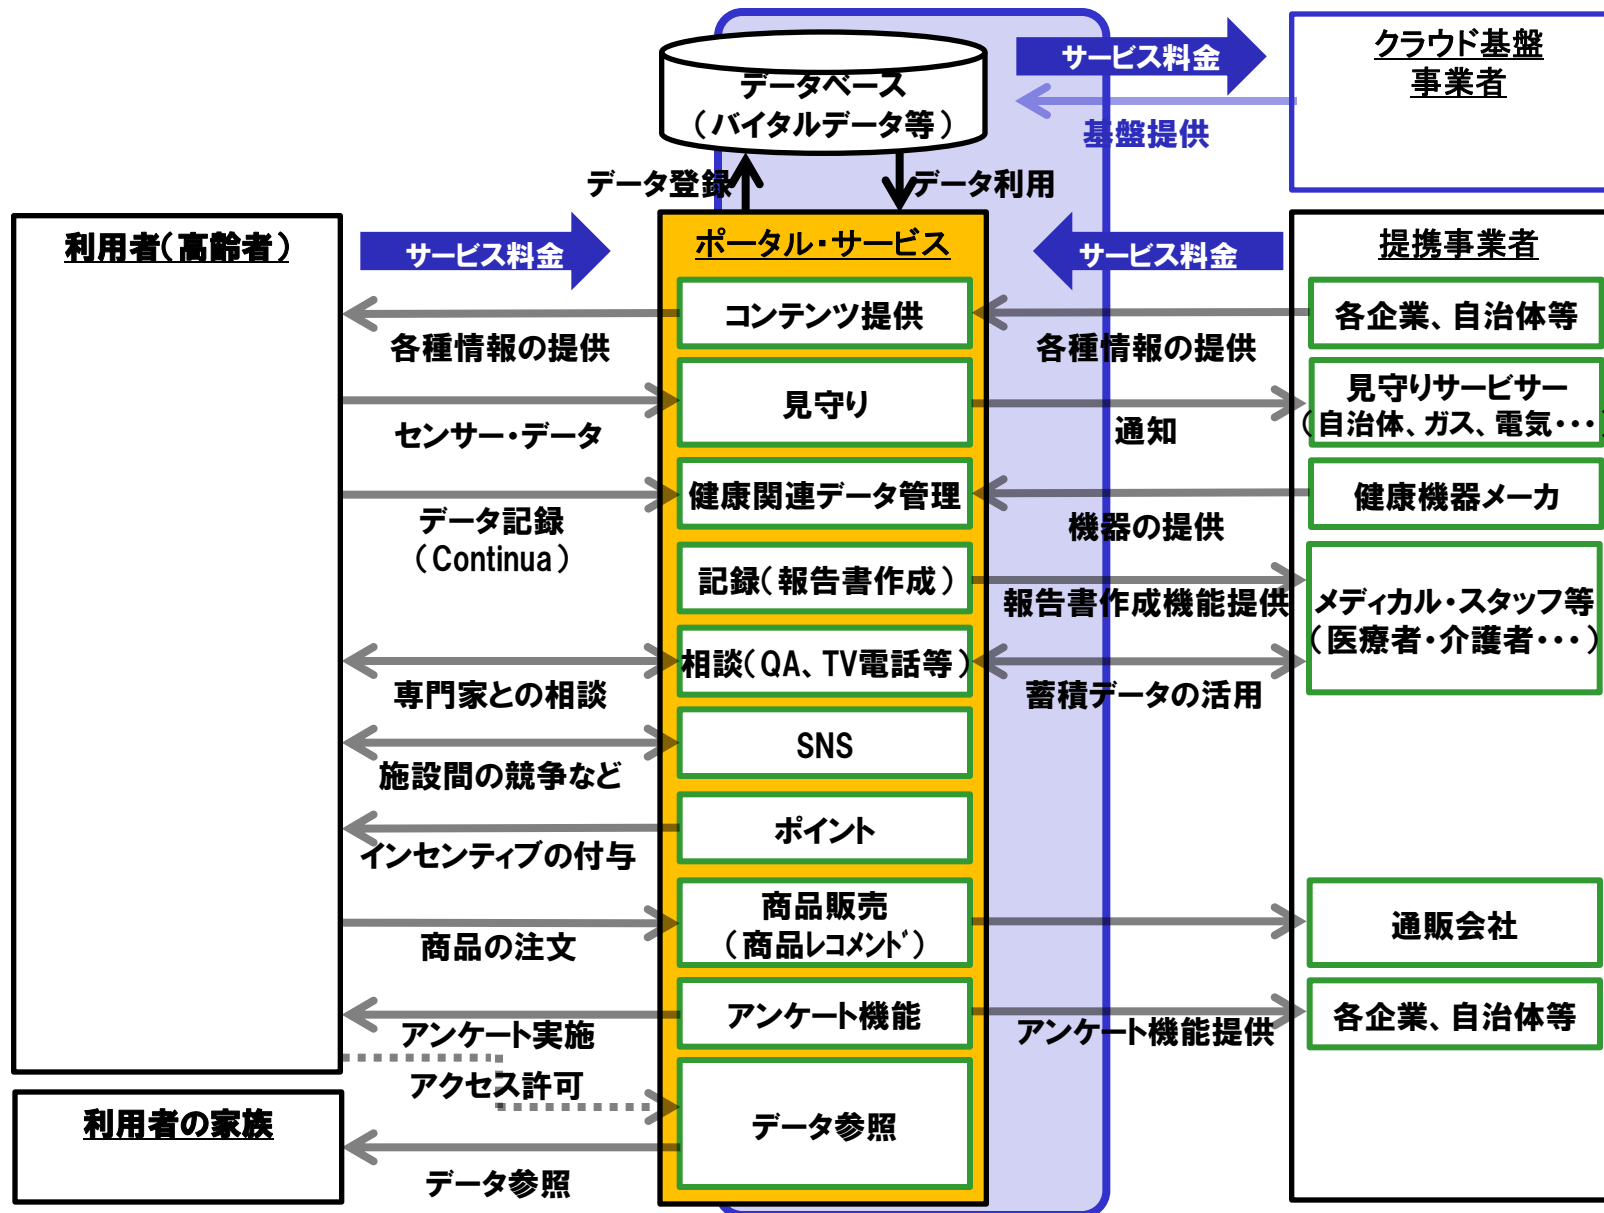 データベース
（バイタルデータ等）
サービス料金
クラウド基盤
事業者
基盤提供
データ登録
データ利用
利用者（高齢者）
サービス料金
ポータル・サービス
サービス料金
提携事業者
コンテンツ提供
各企業、自治体等
各種情報の提供
各種情報の提供
見守り
見守りサービサー
（自治体、ガス、電気・・・）
センサー・データ
通知
健康関連データ管理
健康機器メーカ
データ記録
（Continua）
機器の提供
記録（報告書作成）
報告書作成機能提供
メディカル・スタッフ等
（医療者・介護者・・・）
相談（QA、TV電話等）
専門家との相談
蓄積データの活用
SNS
施設間の競争など
ポイント
インセンティブの付与
商品販売
（商品ﾚｺﾒﾝﾄﾞ）
商品の注文
通販会社
アンケート機能
各企業、自治体等
アンケート実施
アンケート機能提供
アクセス許可
利用者の家族
データ参照
データ参照